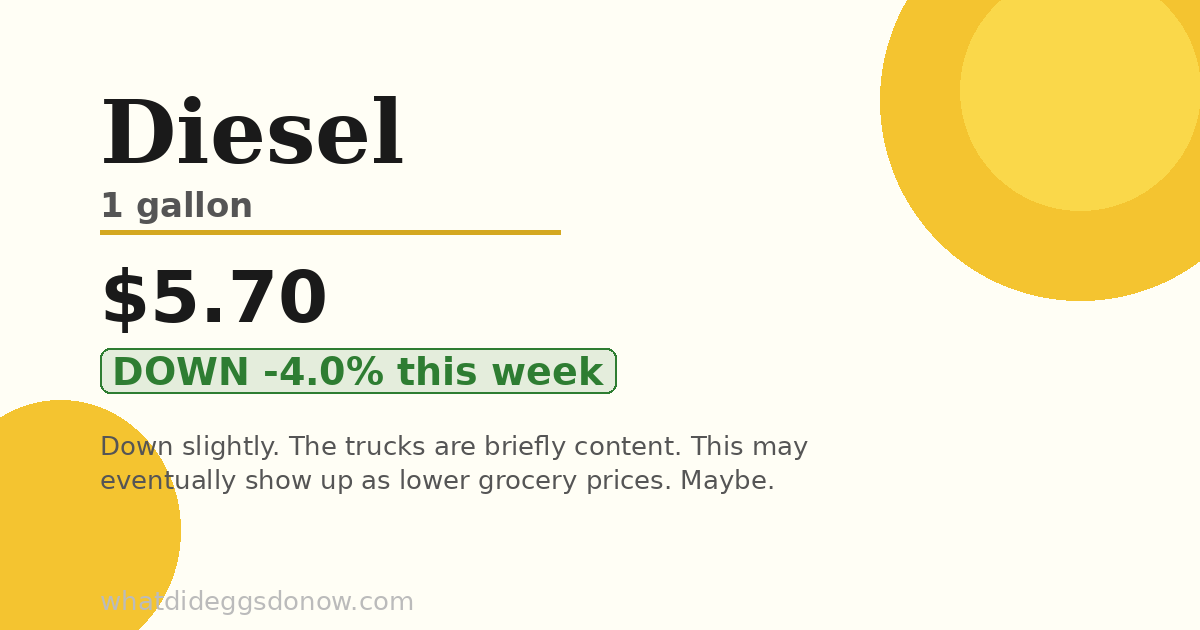 Diesel
1 gallon
$5.70
DOWN -4.0% this week
Down slightly. The trucks are briefly content. This may
eventually show up as lower grocery prices. Maybe.
whatdideggsdonow.com